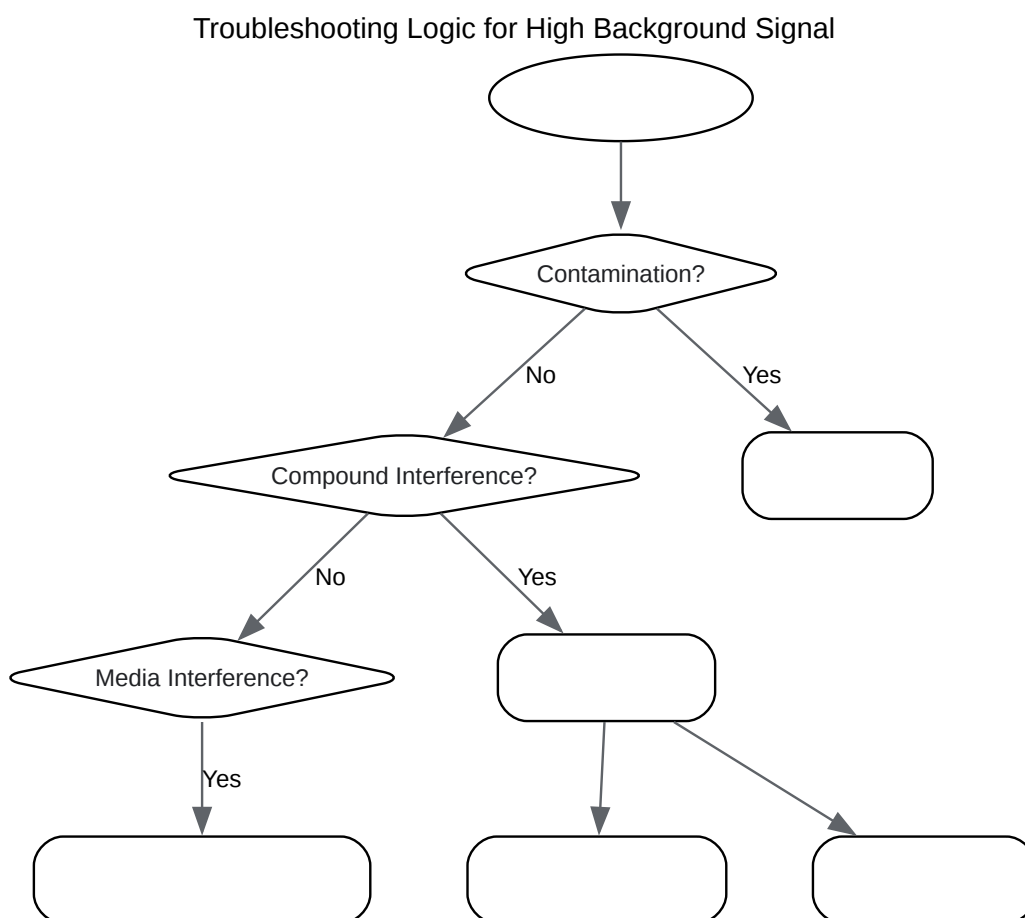 Troubleshooting Logic for High Background Signal
Contamination?
No
Yes
Compound Interference?
No
Yes
Media Interference?
Yes